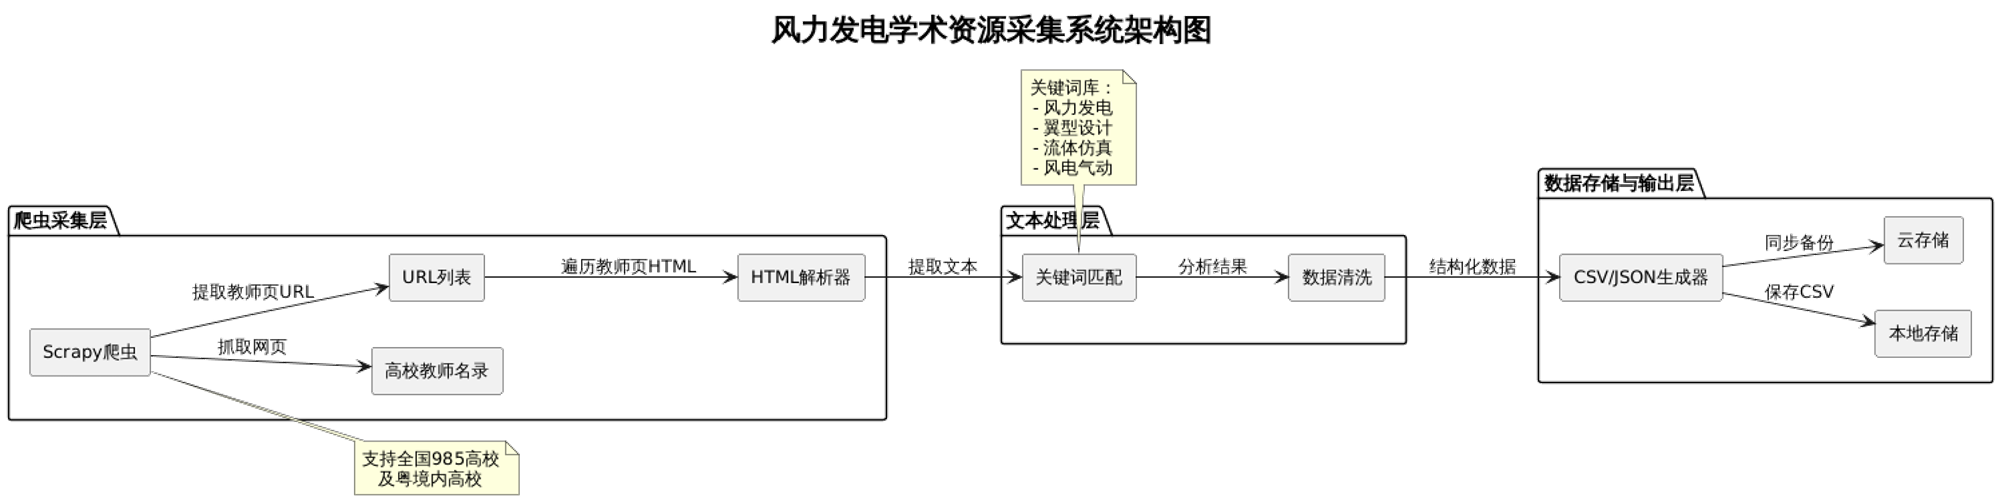 风力发电学术资源采集系统架构图
关键词库：
- 风力发电
- 翼型设计
- 流体仿真
- 风电气动
爬虫采集层
Scrapy爬虫
提取教师页URL
抓取网页
URL列表
高校教师名录
遍历教师页HTML
HTML解析器
支持全国985高校
及粤境内高校
提取文本
文本处理层
关键词匹配
分析结果
数据清洗
结构化数据
数据存储与输出层
CSV/JSON生成器
同步备份
保存CSV
云存储
本地存储